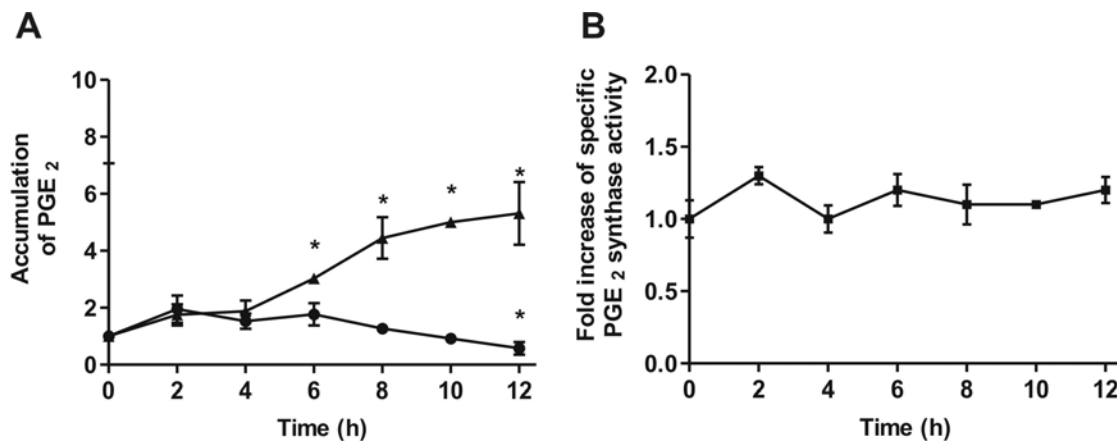 A
Accumulation
of PGE 2
10
8
6
4
2
0
*
*
*
*
*
0 2 4 6 8 10 12
Time (h)
B
Fold increase of specific
PGE 2 synthase activity
2.0
1.5
1.0
0.5
0.0
0 2 4 6 8 10 12
Time (h)